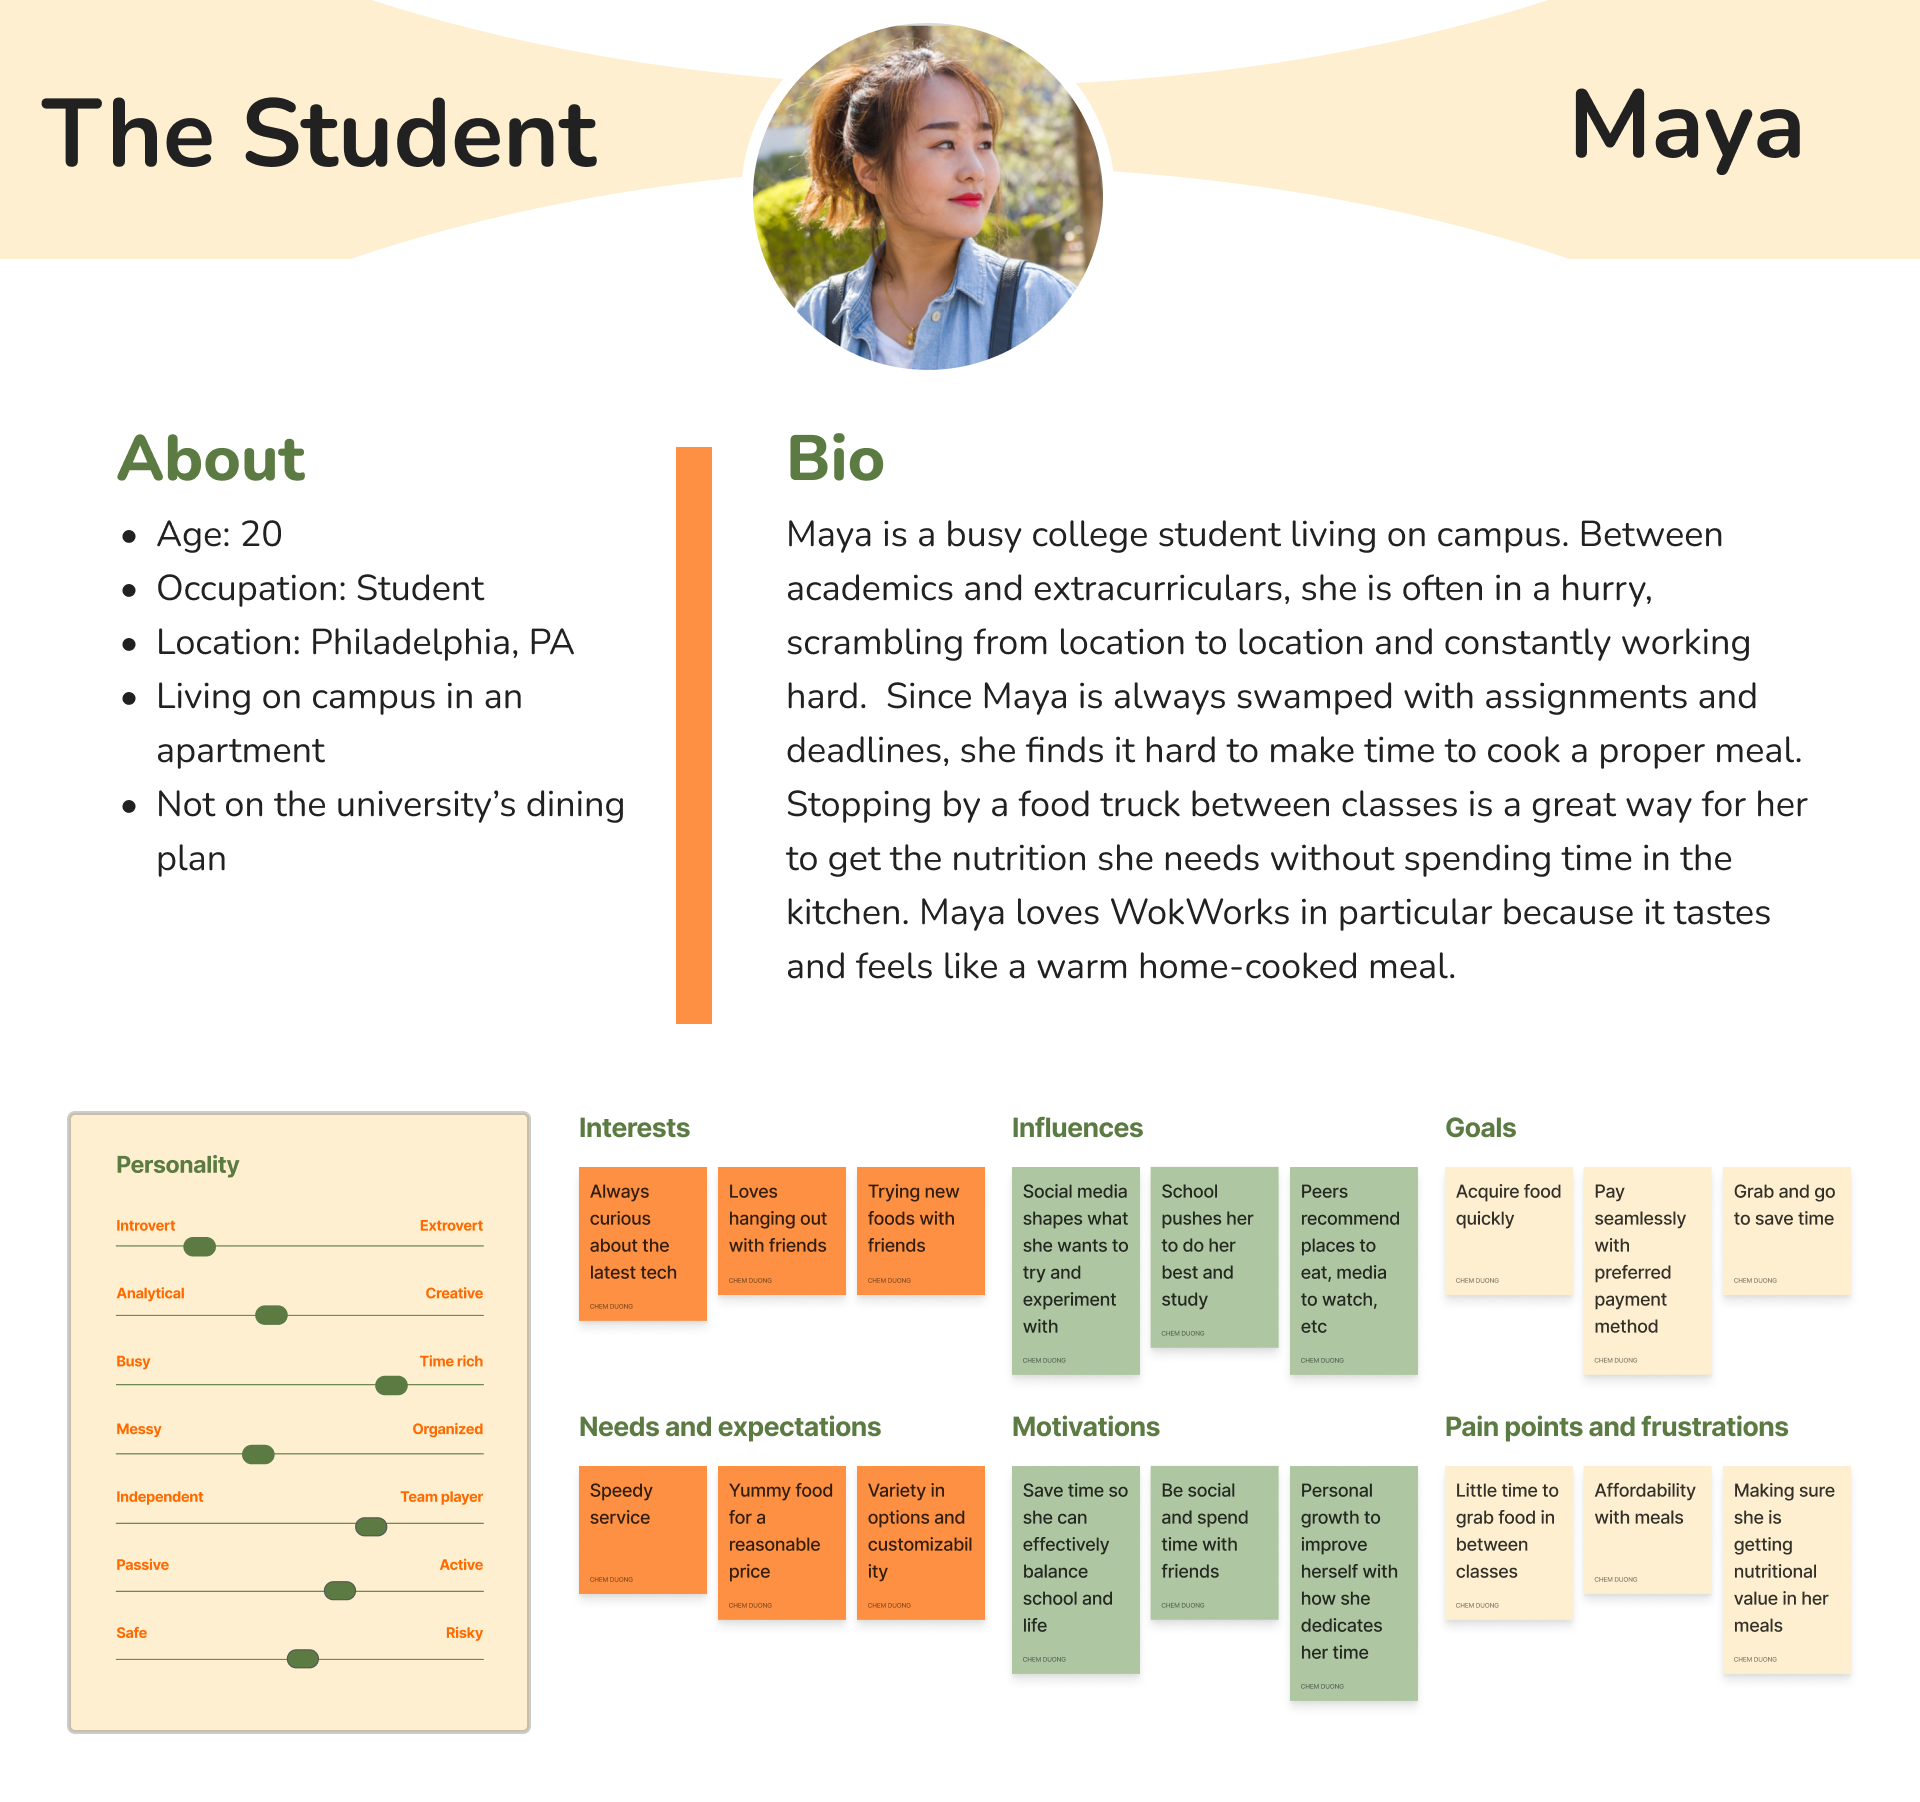 The Student
Maya
About
• Age: 20
• Occupation: Student
• Location: Philadelphia, PA
• Living on campus in an
apartment
• Not on the university's dining
plan
Bio
Maya is a busy college student living on campus. Between
academics and extracurriculars, she is often in a hurry,
scrambling from location to location and constantly working
hard.  Since Maya is always swamped with assignments and
deadlines, she finds it hard to make time to cook a proper meal.
Stopping by a food truck between classes is a great way for her
to get the nutrition she needs without spending time in the
kitchen. Maya loves WokWorks in particular because it tastes
and feels like a warm home-cooked meal.
Personality
Introvert Extrovert
Analytical Creative
Busy Time rich
Messy Organized
Independent Team player
Passive Active
Safe Risky
Interests
Always
curious
about the
latest tech
CHEM DUONG
Loves
hanging out
with friends
CHEM DUONG
Trying new
foods with
friends
CHEM DUONG
Influences
Social media
shapes what
she wants to
try and
experiment
with
CHEM DUONG
School
pushes her
to do her
best and
study
CHEM DUONG
Peers
recommend
places to
eat, media
to watch,
etc
CHEM DUONG
Goals
Acquire food
quickly
CHEM DUONG
Pay
seamlessly
with
preferred
payment
method
CHEM DUONG
Grab and go
to save time
CHEM DUONG
Needs and expectations
Speedy
service
CHEM DUONG
Yummy food
for a
reasonable
price
CHEM DUONG
Variety in
options and
customizabil
ity
CHEM DUONG
Motivations
Save time so
she can
effectively
balance
school and
life
CHEM DUONG
Be social
and spend
time with
friends
CHEM DUONG
Personal
growth to
improve
herself with
how she
dedicates
her time
CHEM DUONG
Pain points and frustrations
Little time to
grab food in
between
classes
CHEM DUONG
Affordability
with meals
CHEM DUONG
Making sure
she is
getting
nutritional
value in her
meals
CHEM DUONG